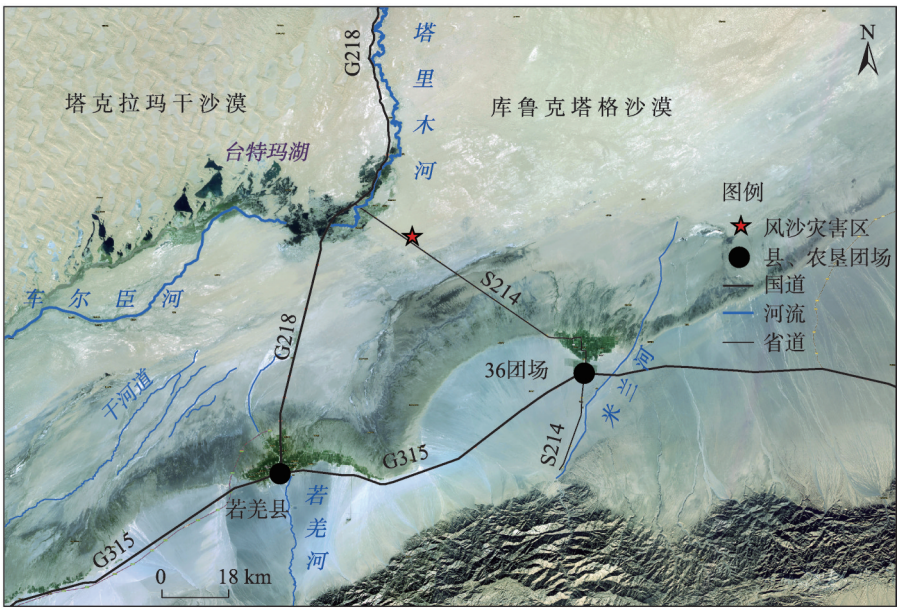 G218
塔里木河
N
塔克拉玛干沙漠
库鲁克塔格沙漠
台特玛湖
图例
风沙灾害区
县、农垦团场
国道
河流
省道
车尔臣河
S214
G218
36团场
米兰河
干河道
S214
G315
若羌县
若羌河
G315
0 18 km